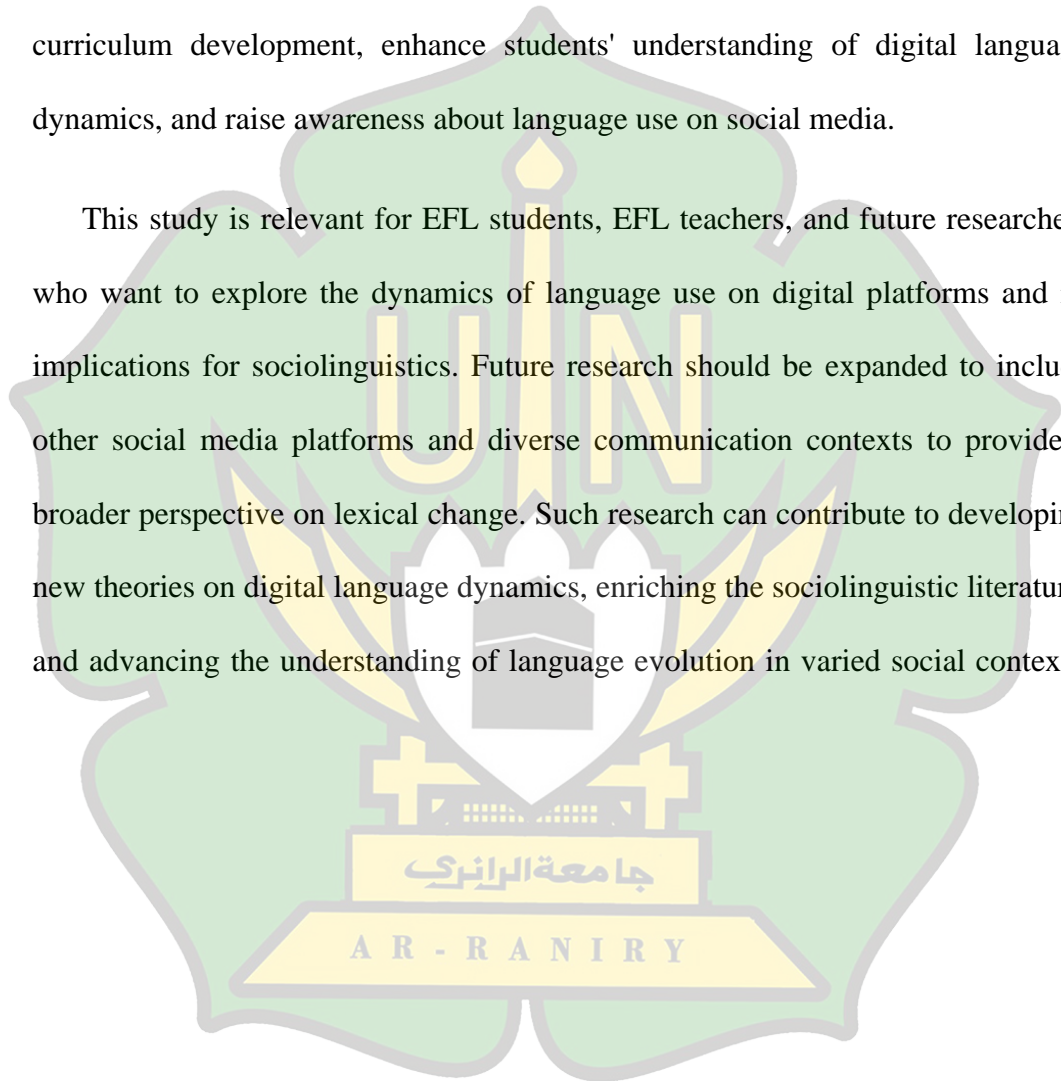 curriculum development, enhance students' understanding of digital langua
dynamics, and raise awareness about language use on social media.
This study is relevant for EFL students, EFL teachers, and future researche
who want to explore the dynamics of language use on digital platforms and
implications for sociolinguistics. Future research should be expanded to inclu
other social media platforms and diverse communication contexts to provide
broader perspective on lexical change. Such research can contribute to developi
new theories on digital language dynamics, enriching the sociolinguistic literatur
and advancing the understanding of language evolution in varied social contex
UIN
جامعة الرانري
AR-RANIRY